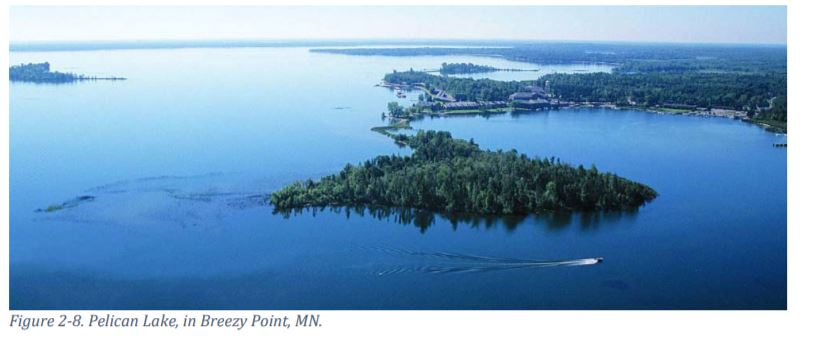 Figure 2-8. Pelican Lake, in Breezy Point, MN.